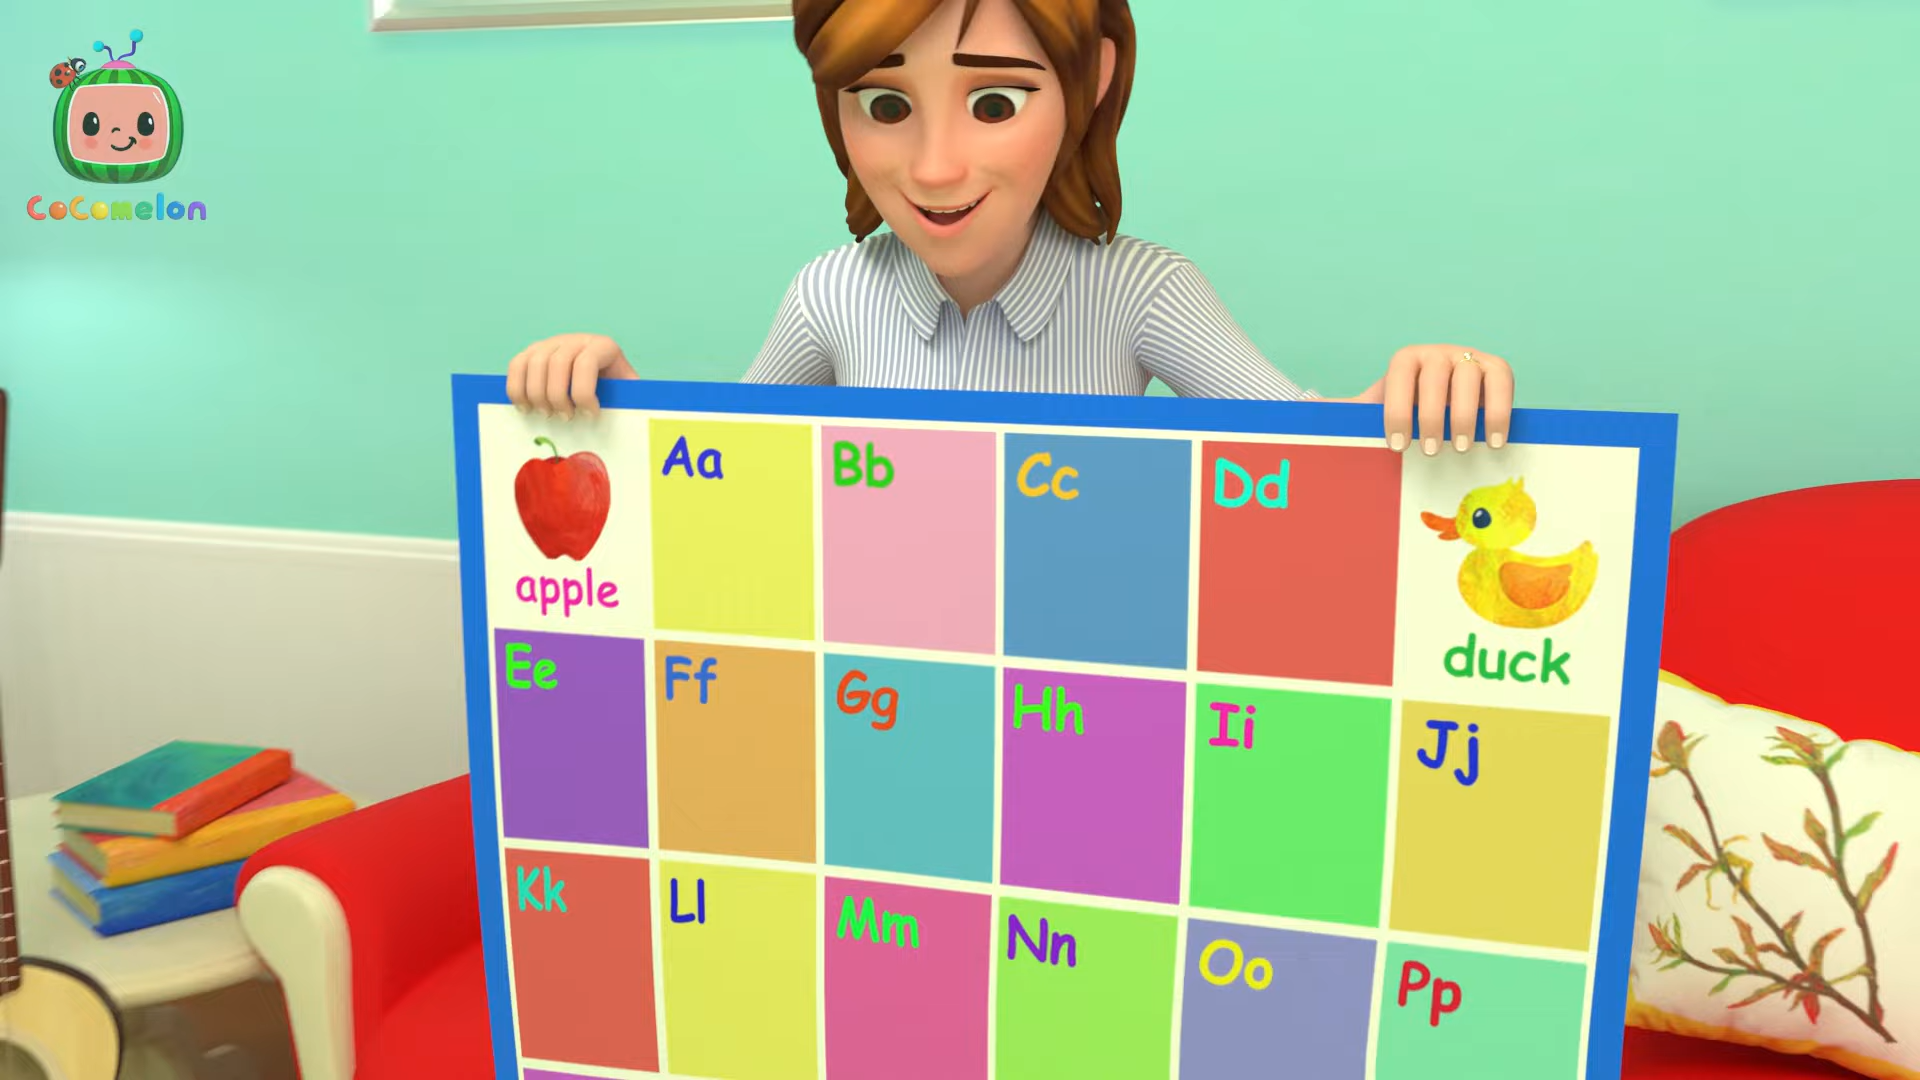 CoComelon
Aa Bb Cc Dd
apple
duck
Ee Ff Gg Hh Ii Jj
Kk Ll Mm Nn Oo Pp